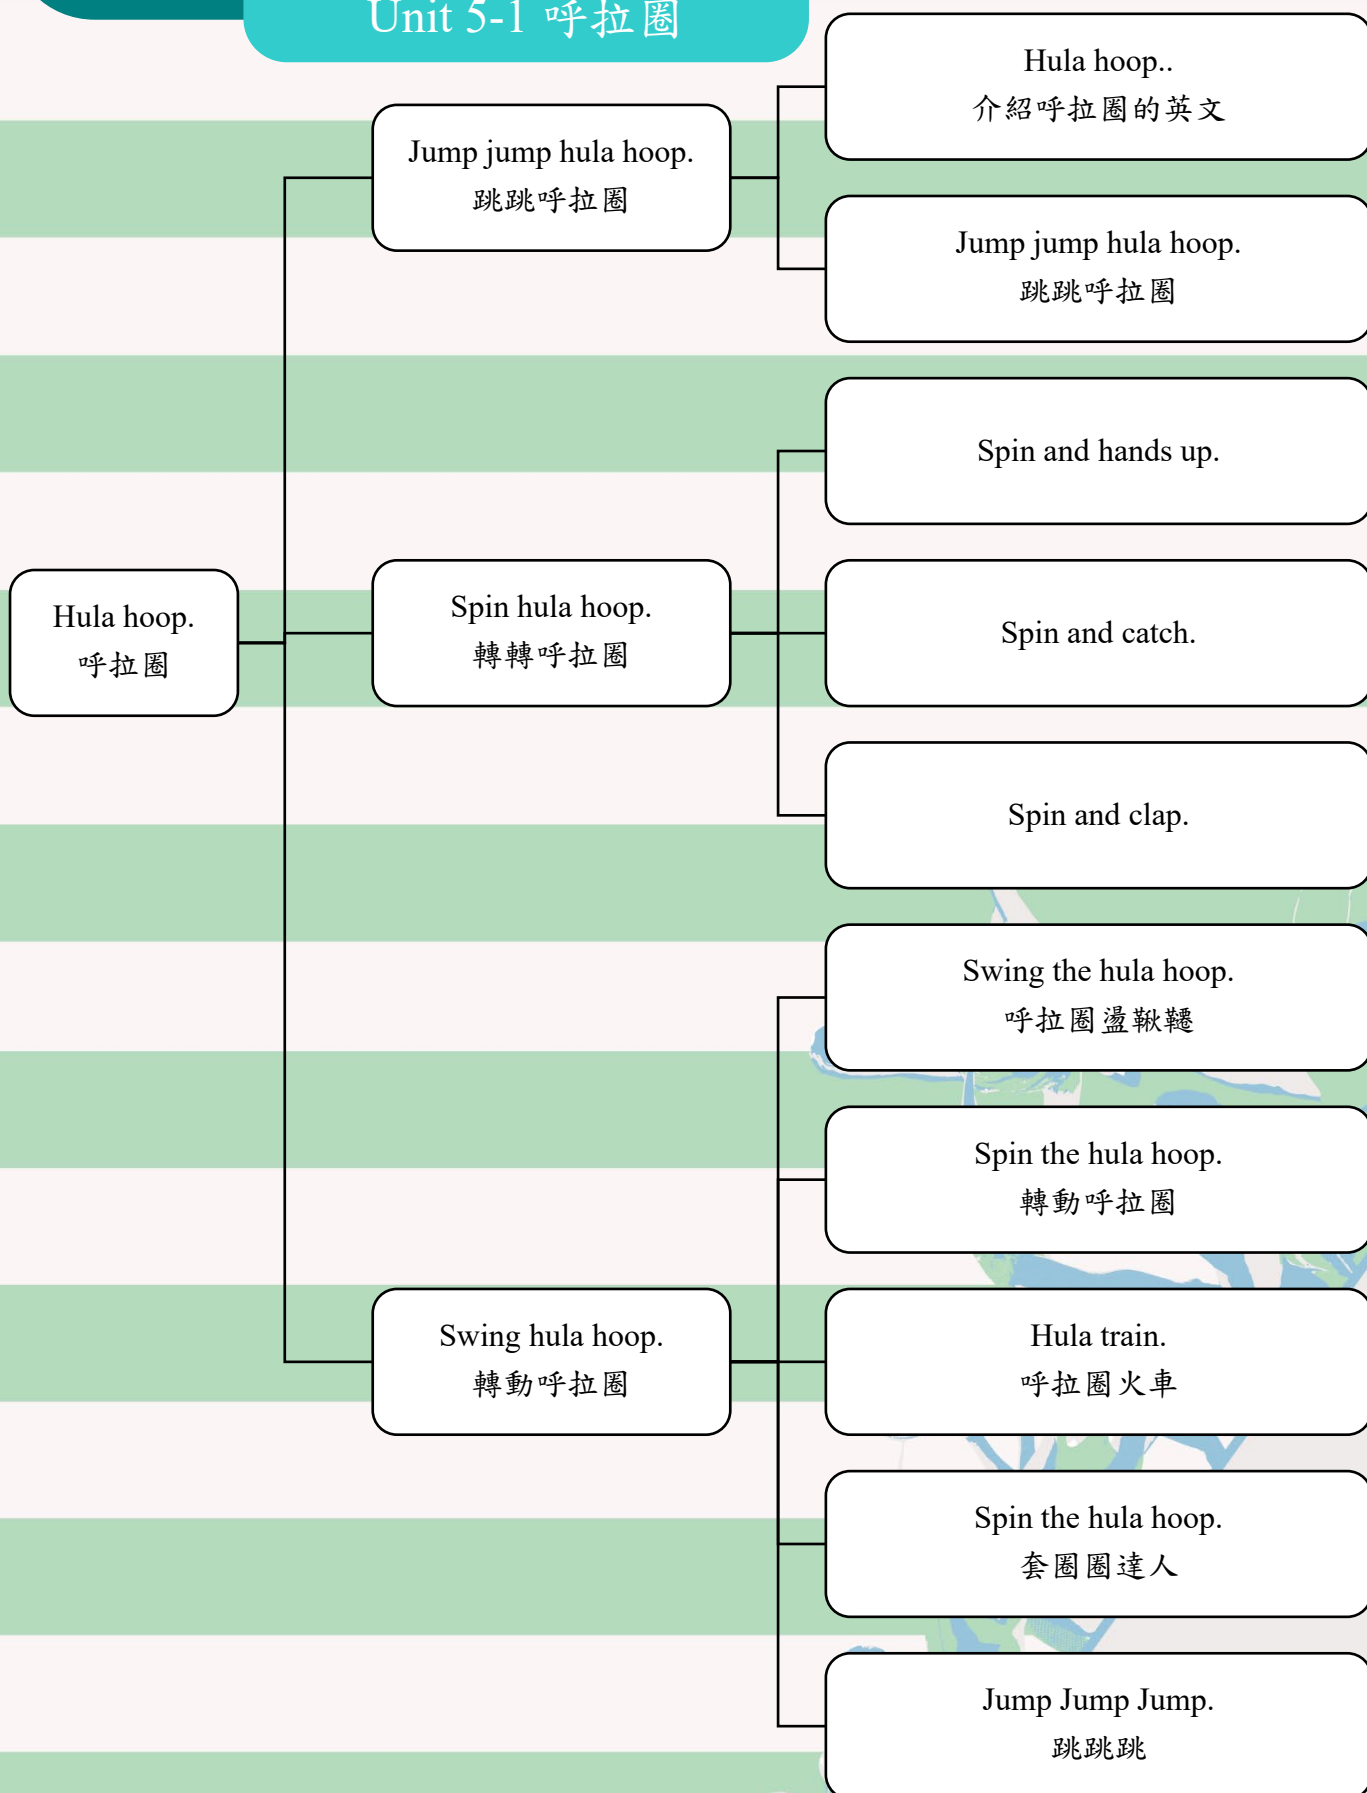 Unit 5-1 呼拉圈
Hula hoop.
呼拉圈
Jump jump hula hoop.
跳跳呼拉圈
Hula hoop..
介紹呼拉圈的英文
Jump jump hula hoop.
跳跳呼拉圈
Spin hula hoop.
轉轉呼拉圈
Spin and hands up.
Spin and catch.
Spin and clap.
Swing hula hoop.
轉動呼拉圈
Swing the hula hoop.
呼拉圈盪鞦韆
Spin the hula hoop.
轉動呼拉圈
Hula train.
呼拉圈火車
Spin the hula hoop.
套圈圈達人
Jump Jump Jump.
跳跳跳